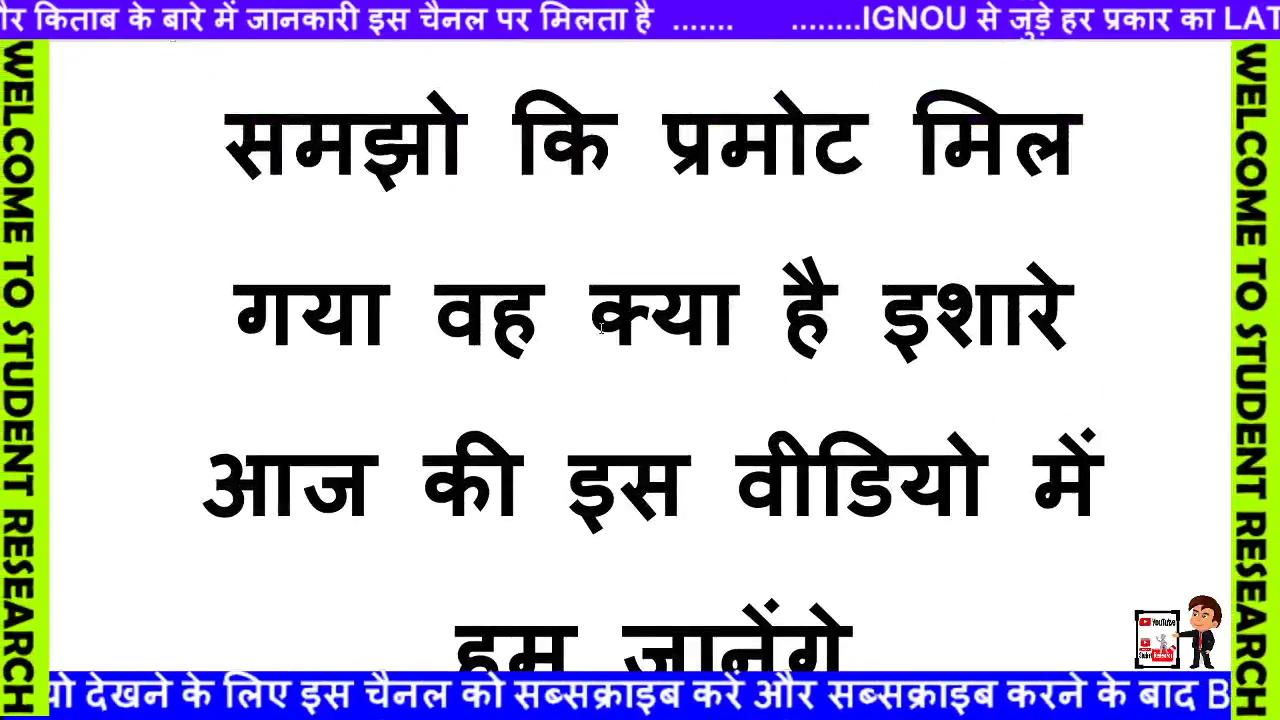 र किताब के बारे में जानकारी इस चैनल पर मिलता है ....... ........IGNOU से जुड़े हर प्रकार का LAT
WELCOME TO STUDENT RESEARCH
समझो कि प्रमोट मिल
गया वह क्या है इशारे
आज की इस वीडियो में
हम जानेंगे
WELCOME TO STUDENT RESEARCH
YouTube
यो देखने के लिए इस चैनल को सब्सक्राइब करें और सब्सक्राइब करने के बाद B